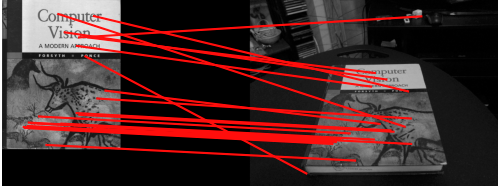 Computer
Vision
A MODERN APPROACH
FORSYTH PONCE
Computer
Vision